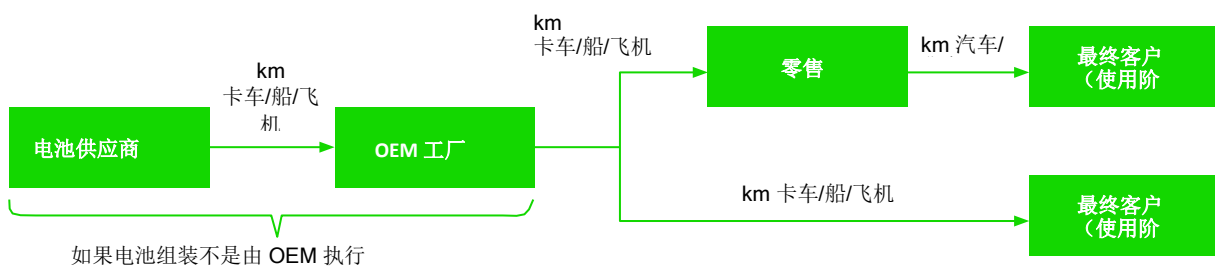 km
卡车/船/飞机
km 汽车/
零售
最终客户
（使用阶
km
卡车/船/飞
机
电池供应商
OEM 工厂
km 卡车/船/飞机
最终客户
（使用阶
如果电池组装不是由 OEM 执行